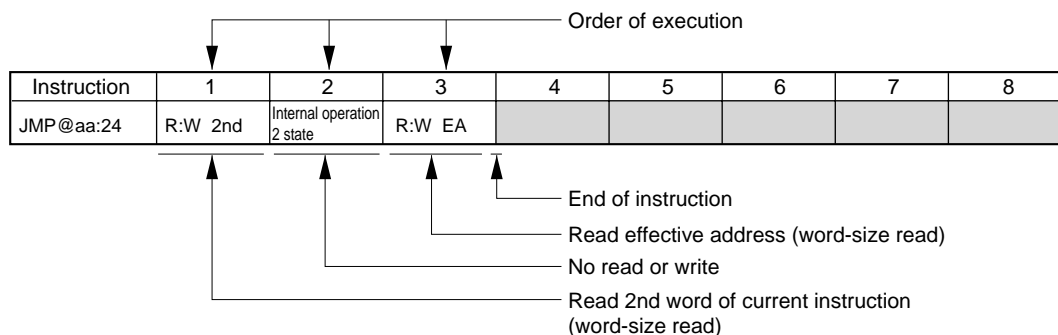 Order of execution
Instruction 1 2 3 4 5 6 7 8
JMP@aa:24 R:W 2nd Internal operation R:W EA
2 state
End of instruction
Read effective address (word-size read)
No read or write
Read 2nd word of current instruction
(word-size read)